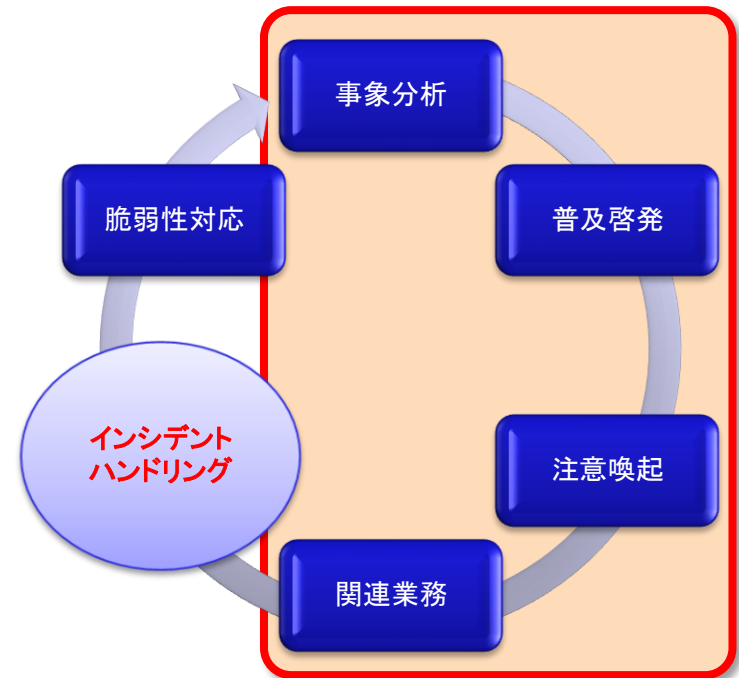 事象分析
脆弱性対応
普及啓発
インシデント
ハンドリング
注意喚起
関連業務